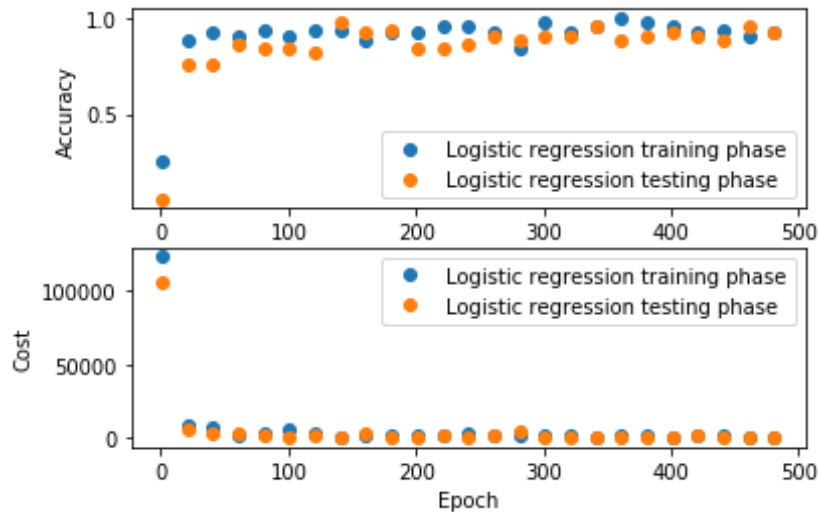 1.0
0.5
Accuracy
Logistic regression training phase
Logistic regression testing phase
0 100 200 300 400 500
100000
50000
0
Cost
Logistic regression training phase
Logistic regression testing phase
0 100 200 300 400 500
Epoch